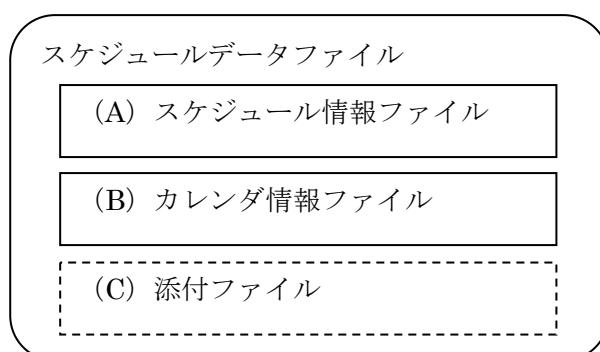 スケジュールデータファイル
（A）スケジュール情報ファイル
（B）カレンダ情報ファイル
（C）添付ファイル